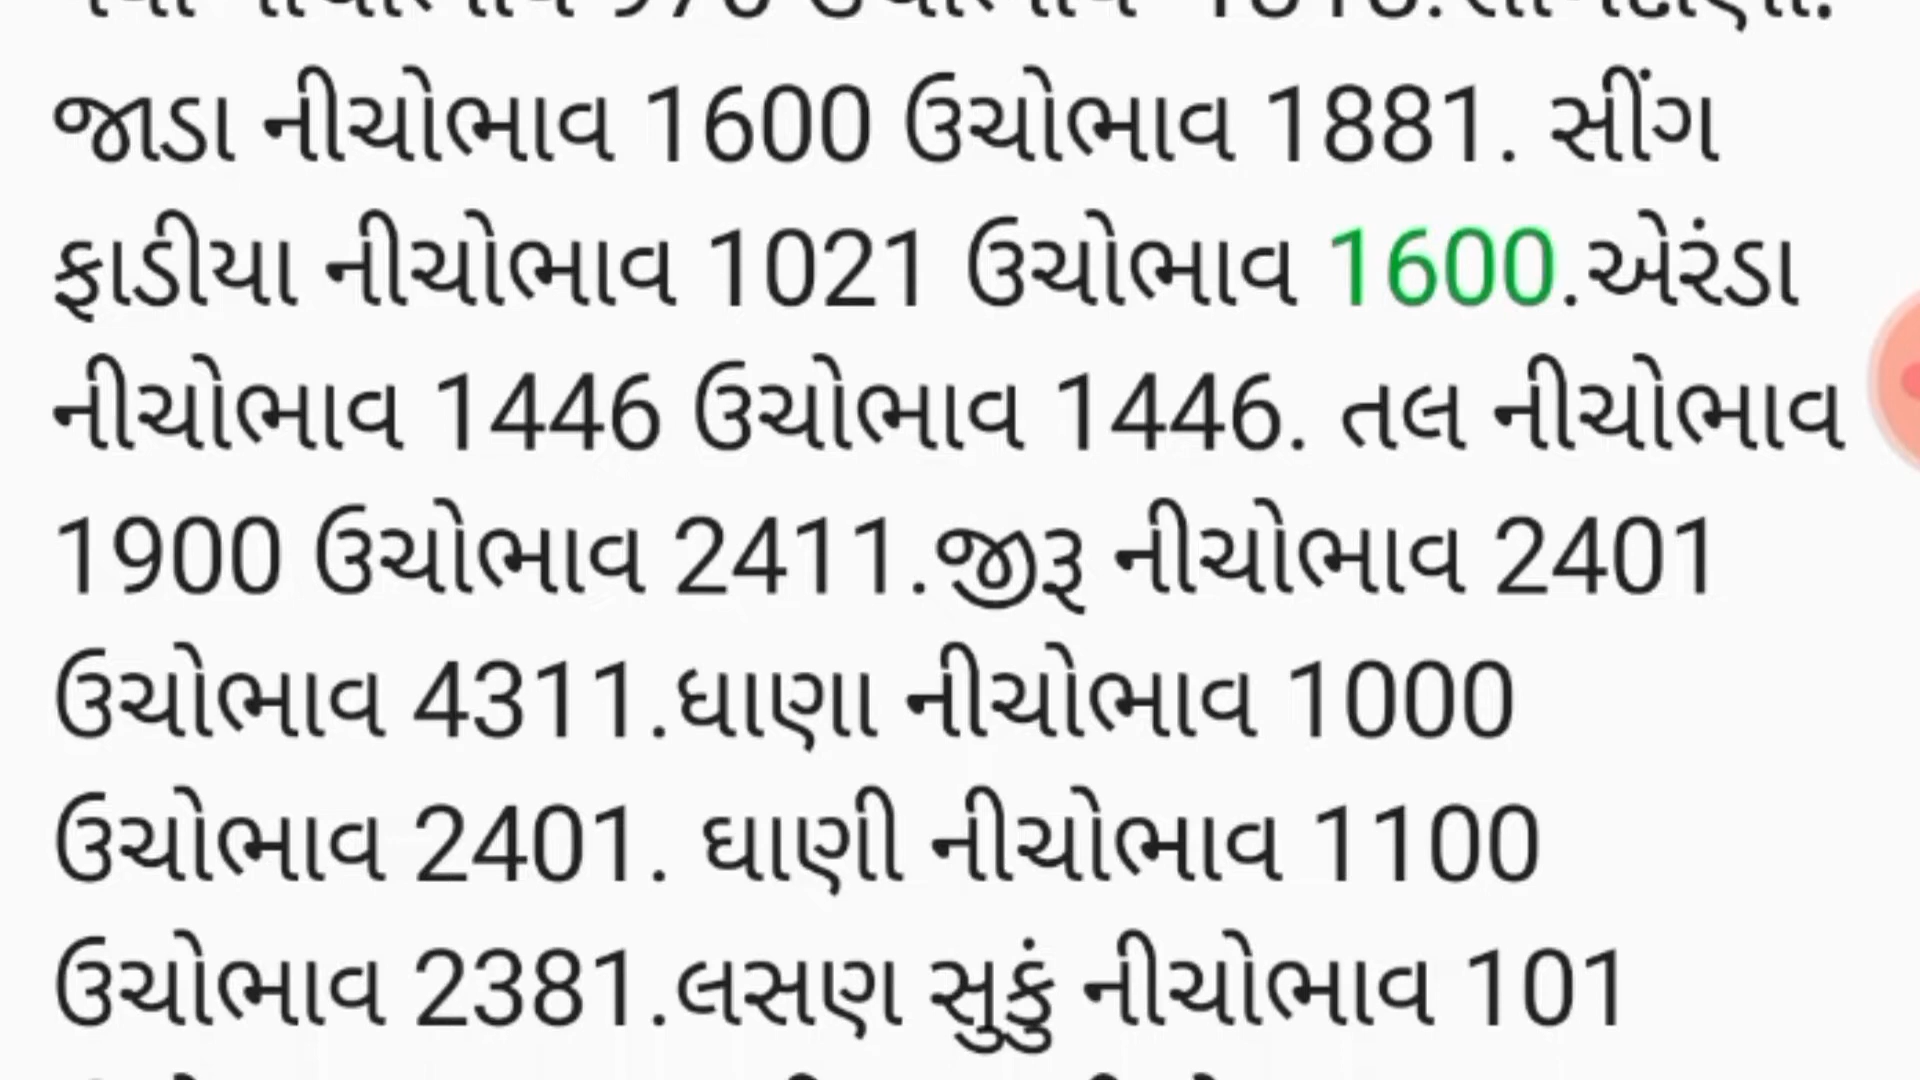 જાડા નીચોભાવ 1600 ઉચોભાવ 1881. સીંગ
ફાડીયા નીચોભાવ 1021 ઉચોભાવ 1600.એરંડા
નીચોભાવ 1446 ઉચોભાવ 1446. તલ નીચોભાવ
1900 ઉચોભાવ 2411.જીરૂ નીચોભાવ 2401
ઉચોભાવ 4311.ધાણા નીચોભાવ 1000
ઉચોભાવ 2401. ઘાણી નીચોભાવ 1100
ઉચોભાવ 2381.લસણ સુકું નીચોભાવ 101